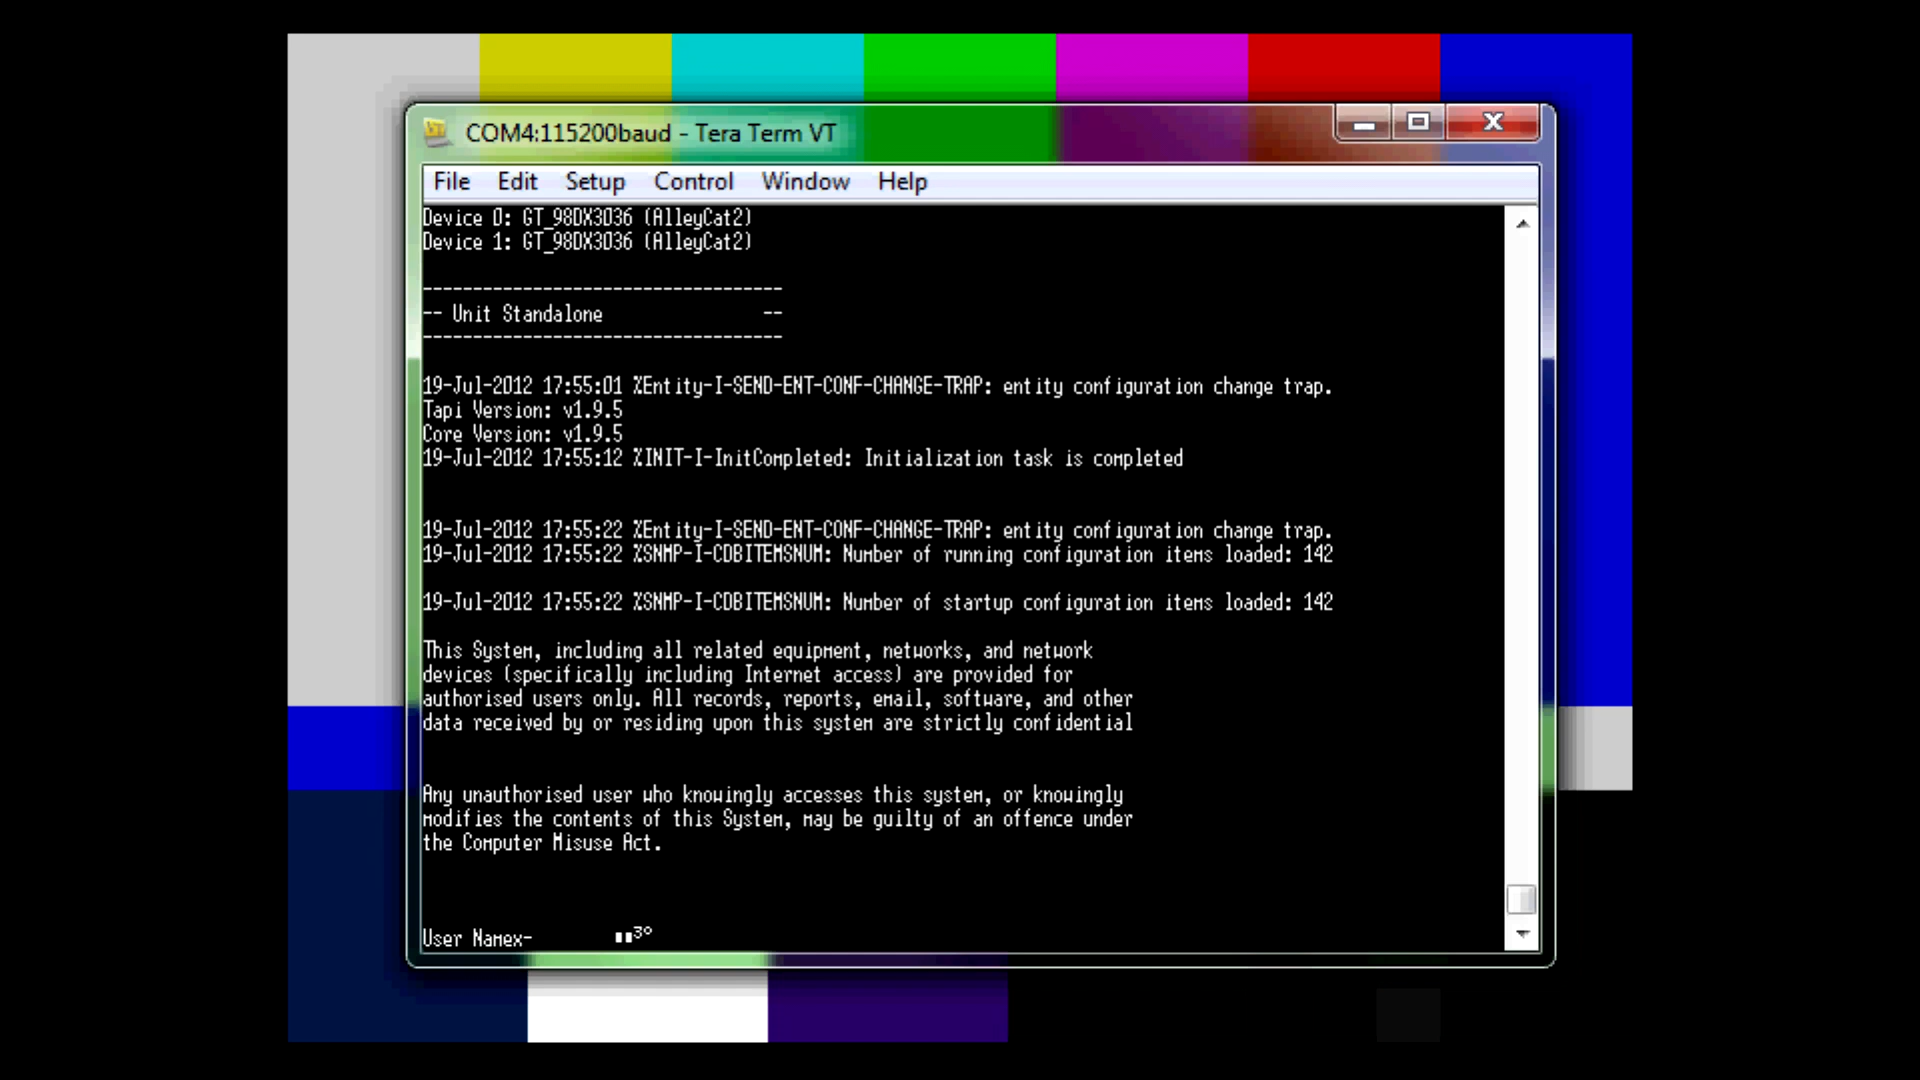 COM4:115200baud - Tera Term VT
File Edit Setup Control Window Help
Device 0: GT_98DX3036 (AlleyCat2)
Device 1: GT_98DX3036 (AlleyCat2)
------------------------------------
-- Unit Standalone                --
------------------------------------
19-Jul-2012 17:55:01 %Entity-I-SEND-ENT-CONF-CHANGE-TRAP: entity configuration change trap.
Tapi Version: v1.9.5
Core Version: v1.9.5
19-Jul-2012 17:55:12 %INIT-I-InitCompleted: Initialization task is completed
19-Jul-2012 17:55:22 %Entity-I-SEND-ENT-CONF-CHANGE-TRAP: entity configuration change trap.
19-Jul-2012 17:55:22 %SNMP-I-CDBITEMSNUM: Number of running configuration items loaded: 142
19-Jul-2012 17:55:22 %SNMP-I-CDBITEMSNUM: Number of startup configuration items loaded: 142
This System, including all related equipment, networks, and network
devices (specifically including Internet access) are provided for
authorised users only. All records, reports, email, software, and other
data received by or residing upon this system are strictly confidential
Any unauthorised user who knowingly accesses this system, or knowingly
modifies the contents of this System, may be guilty of an offence under
the Computer Misuse Act.
User Namex-        ▮▮³°